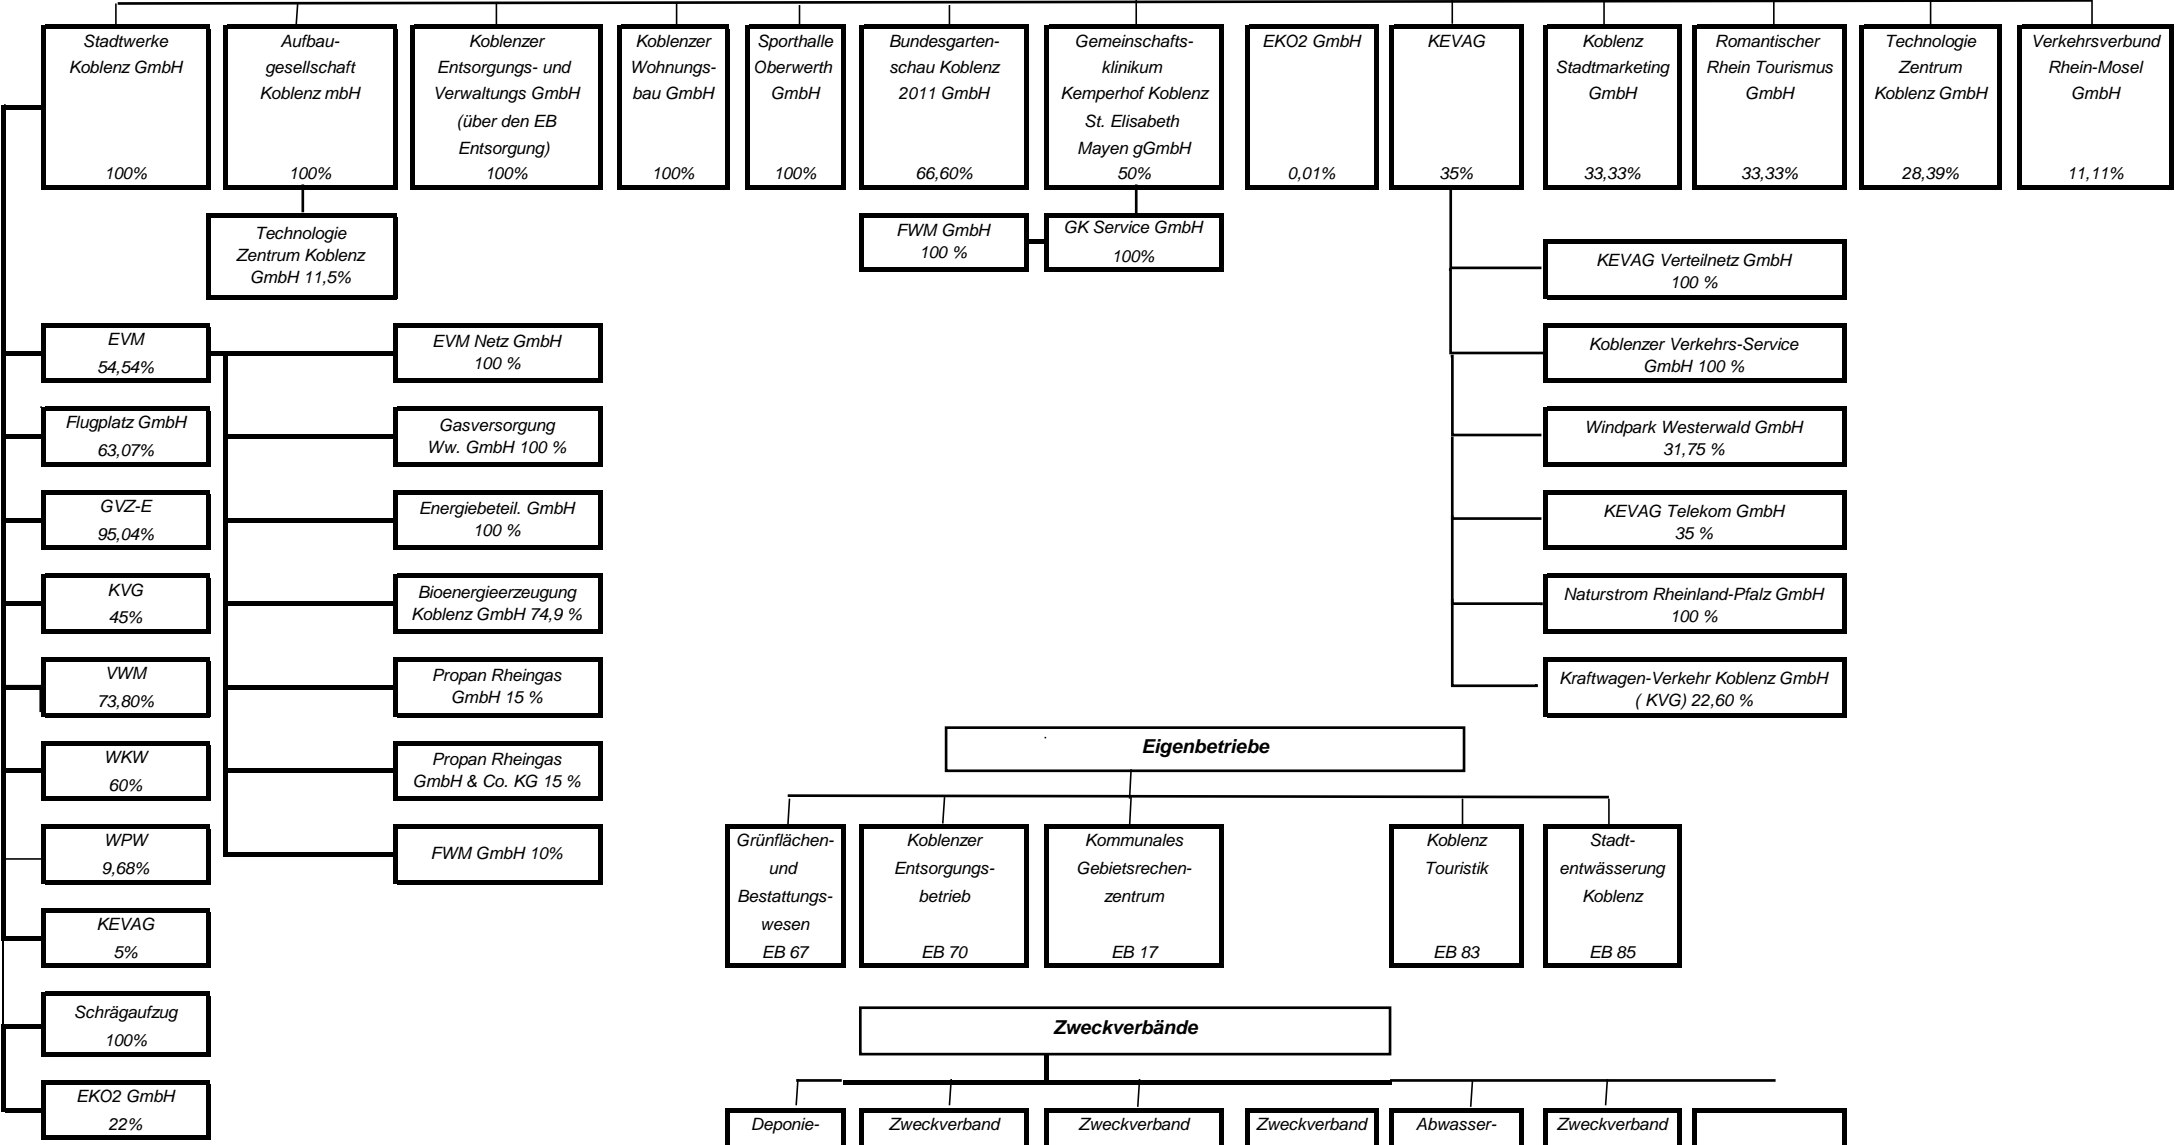 Stadtwerke
Koblenz GmbH
100%
Aufbau-
gesellschaft
Koblenz mbH
100%
Koblenzer
Entsorgungs- und
Verwaltungs GmbH
(über den EB
Entsorgung)
100%
Koblenzer
Wohnungs-
bau GmbH
100%
Sporthalle
Oberwerth
GmbH
100%
Bundesgarten-
schau Koblenz
2011 GmbH
66,60%
Gemeinschafts-
klinikum
Kemperhof Koblenz
St. Elisabeth
Mayen gGmbH
50%
EKO2 GmbH
0,01%
KEVAG
35%
Koblenz
Stadtmarketing
GmbH
33,33%
Romantischer
Rhein Tourismus
GmbH
33,33%
Technologie
Zentrum
Koblenz GmbH
28,39%
Verkehrsverbund
Rhein-Mosel
GmbH
11,11%
Technologie
Zentrum Koblenz
GmbH 11,5%
FWM GmbH
100 %
GK Service GmbH
100%
KEVAG Verteilnetz GmbH
100 %
Koblenzer Verkehrs-Service
GmbH 100 %
Windpark Westerwald GmbH
31,75 %
KEVAG Telekom GmbH
35 %
Naturstrom Rheinland-Pfalz GmbH
100 %
Kraftwagen-Verkehr Koblenz GmbH
( KVG) 22,60 %
EVM
54,54%
Flugplatz GmbH
63,07%
GVZ-E
95,04%
KVG
45%
VWM
73,80%
WKW
60%
WPW
9,68%
KEVAG
5%
Schrägaufzug
100%
EKO2 GmbH
22%
EVM Netz GmbH
100 %
Gasversorgung
Ww. GmbH 100 %
Energiebeteil. GmbH
100 %
Bioenergieerzeugung
Koblenz GmbH 74,9 %
Propan Rheingas
GmbH 15 %
Propan Rheingas
GmbH & Co. KG 15 %
FWM GmbH 10%
Eigenbetriebe
Grünflächen-
und
Bestattungs-
wesen
EB 67
Koblenzer
Entsorgungs-
betrieb
EB 70
Kommunales
Gebietsrechen-
zentrum
EB 17
Koblenz
Touristik
EB 83
Stadt-
entwässerung
Koblenz
EB 85
Zweckverbände
Deponie-
Zweckverband
Zweckverband
Zweckverband
Abwasser-
Zweckverband